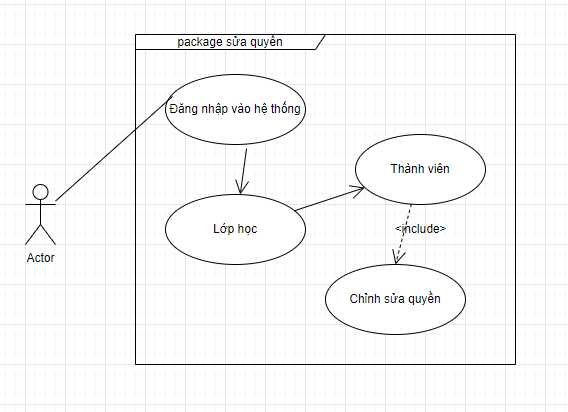 package sửa quyền
Đăng nhập vào hệ thống
Thành viên
Lớp học
<include>
Actor
Chỉnh sửa quyền